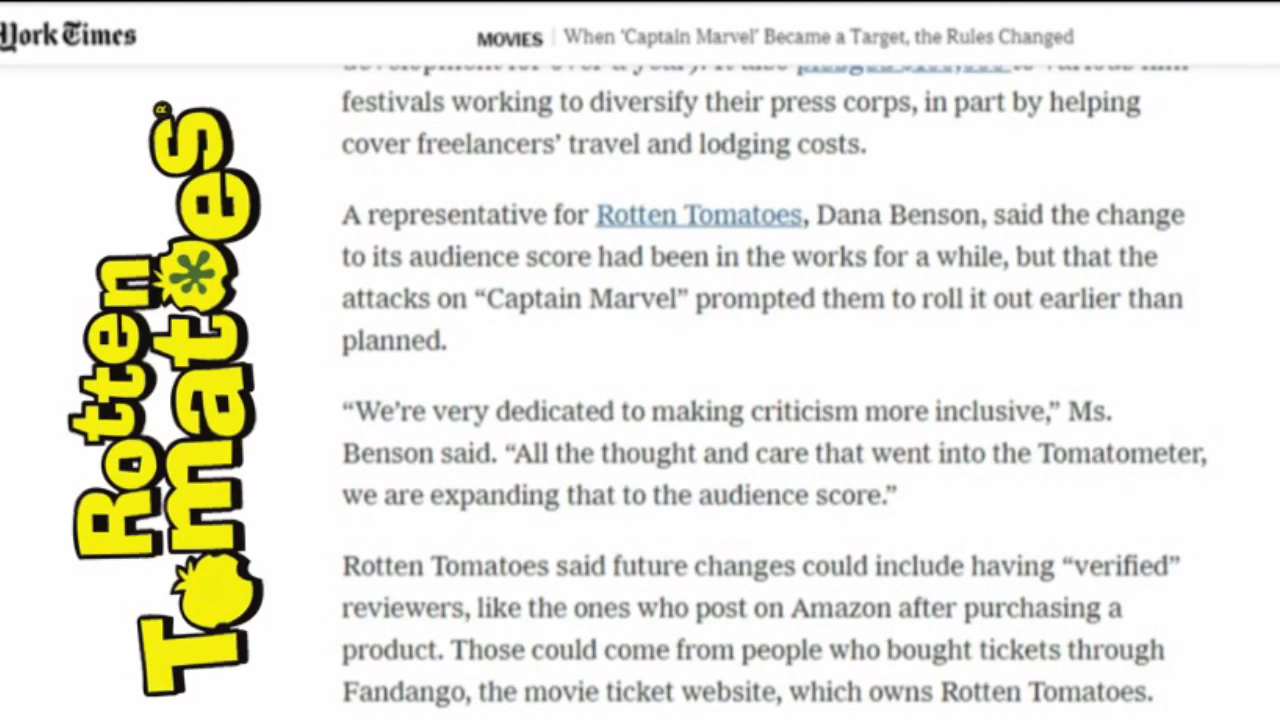 York Times
MOVIES | When ‘Captain Marvel’ Became a Target, the Rules Changed
festivals working to diversify their press corps, in part by helping
cover freelancers’ travel and lodging costs.
A representative for Rotten Tomatoes, Dana Benson, said the change
to its audience score had been in the works for a while, but that the
attacks on “Captain Marvel” prompted them to roll it out earlier than
planned.
“We’re very dedicated to making criticism more inclusive,” Ms.
Benson said. “All the thought and care that went into the Tomatometer,
we are expanding that to the audience score.”
Rotten Tomatoes said future changes could include having “verified”
reviewers, like the ones who post on Amazon after purchasing a
product. Those could come from people who bought tickets through
Fandango, the movie ticket website, which owns Rotten Tomatoes.
Rotten
Tomatoes®